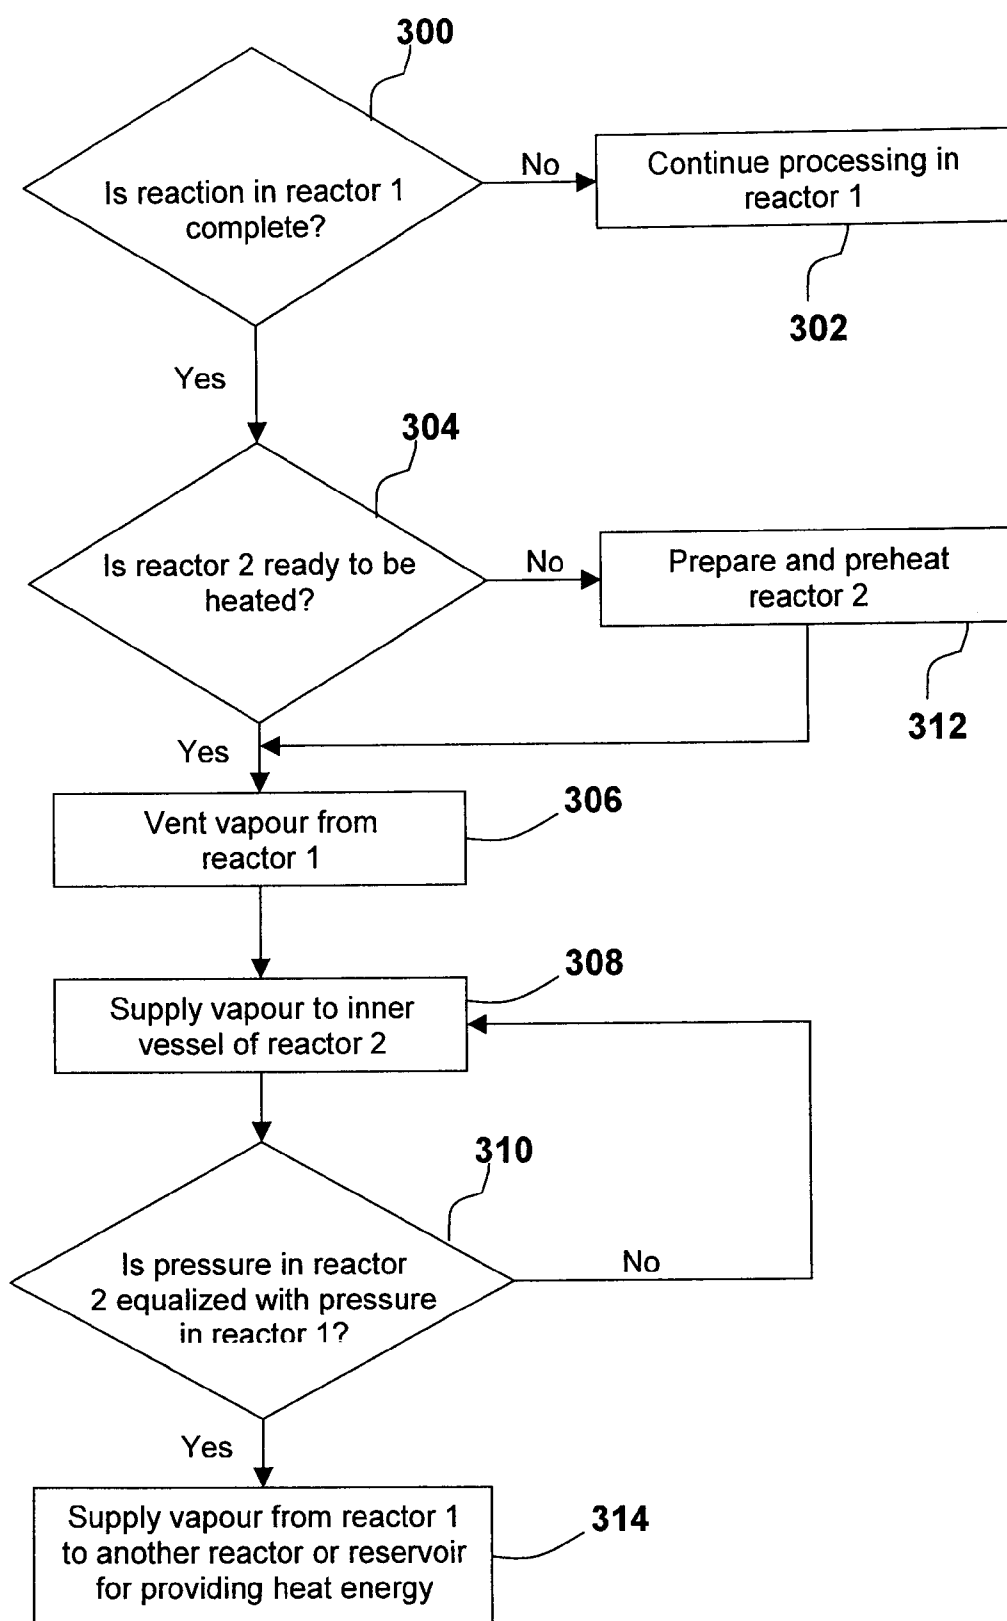 300
Is reaction in reactor 1
complete?
No
Continue processing in
reactor 1
302
Yes
304
Is reactor 2 ready to be
heated?
No
Prepare and preheat
reactor 2
312
Yes
306
Vent vapour from
reactor 1
308
Supply vapour to inner
vessel of reactor 2
310
Is pressure in reactor
2 equalized with pressure
in reactor 1?
No
Yes
Supply vapour from reactor 1
to another reactor or reservoir
for providing heat energy
314